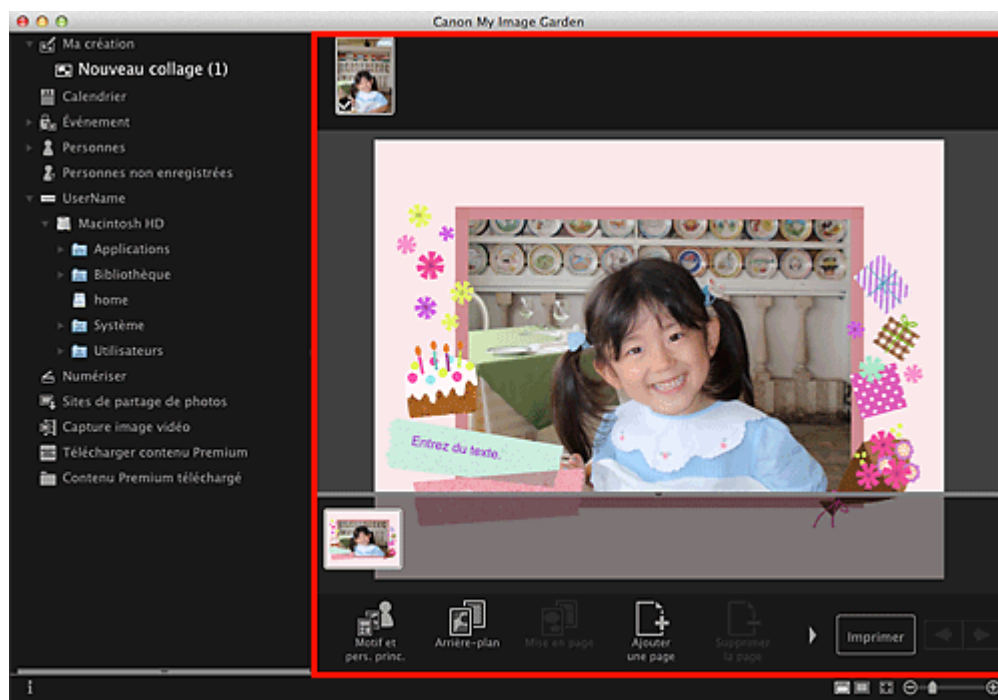 Canon My Image Garden
Ma création
Nouveau collage (1)
Calendrier
Événement
Personnes
Personnes non enregistrées
UserName
Macintosh HD
Applications
Bibliothèque
home
Système
Utilisateurs
Numériser
Sites de partage de photos
Capture image vidéo
Télécharger contenu Premium
Contenu Premium téléchargé
Entrez du texte.
Motif et
pers. princ.
Arrière-plan
Mise en page
Ajouter
une page
Supprimer
la page
Imprimer